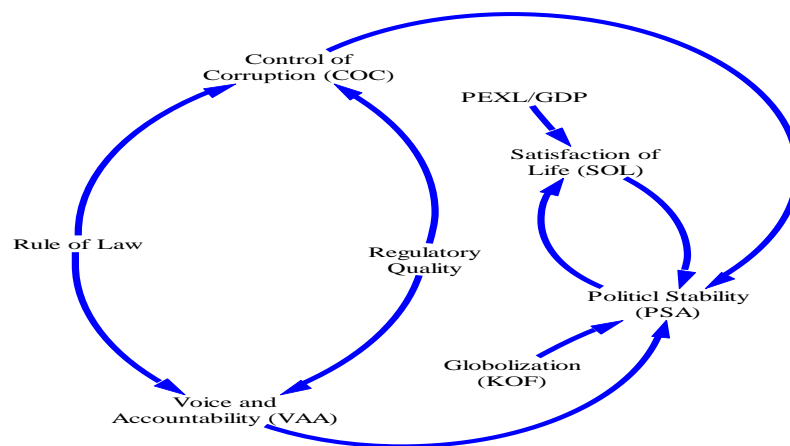 Control of
Corruption (COC)
PEXL/GDP
Satisfaction of
Life (SOL)
Rule of Law
Regulatory
Quality
Politicl Stability
(PSA)
Globolization
(KOF)
Voice and
Accountability (VAA)